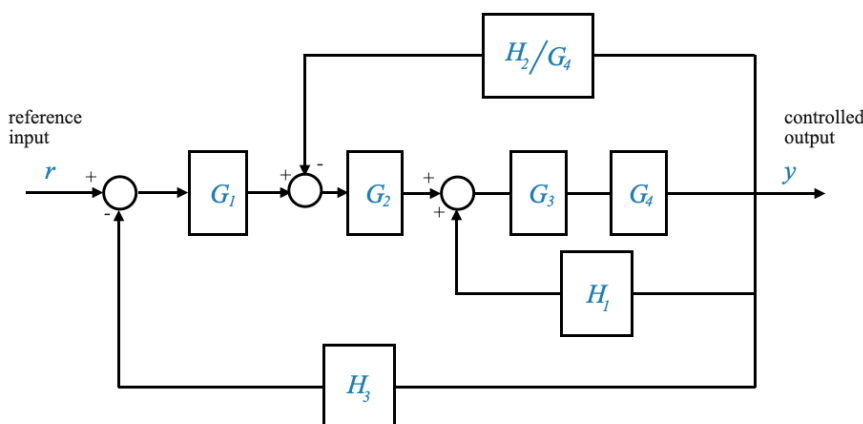 H₂/G₄
reference
input
controlled
output
r
+
-
G₁
+
-
G₂
+
+
G₃
G₄
y
H₁
H₃